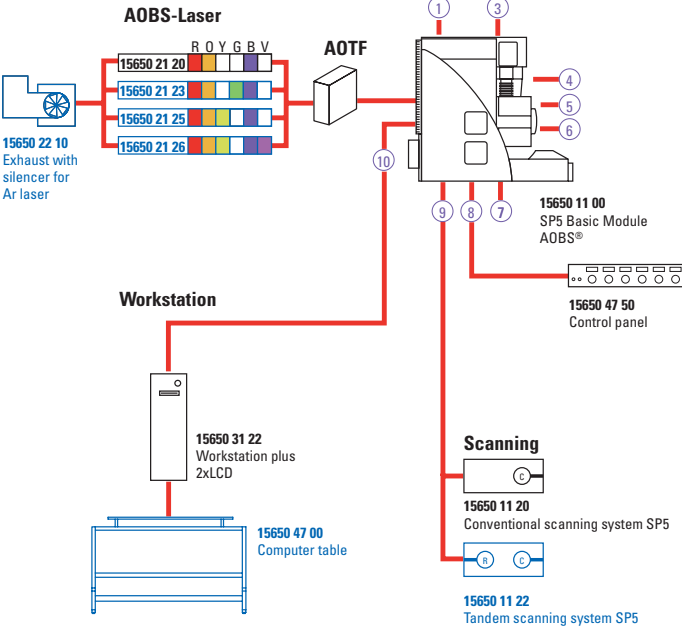 AOBS-Laser
R O Y G B V
15650 21 20
15650 21 23
15650 21 25
15650 21 26
AOTF
15650 22 10
Exhaust with
silencer for
Ar laser
1
3
4
5
6
10
9
8
7
15650 11 00
SP5 Basic Module
AOBS®
15650 47 50
Control panel
Workstation
15650 31 22
Workstation plus
2xLCD
15650 47 00
Computer table
Scanning
C
15650 11 20
Conventional scanning system SP5
R C
15650 11 22
Tandem scanning system SP5